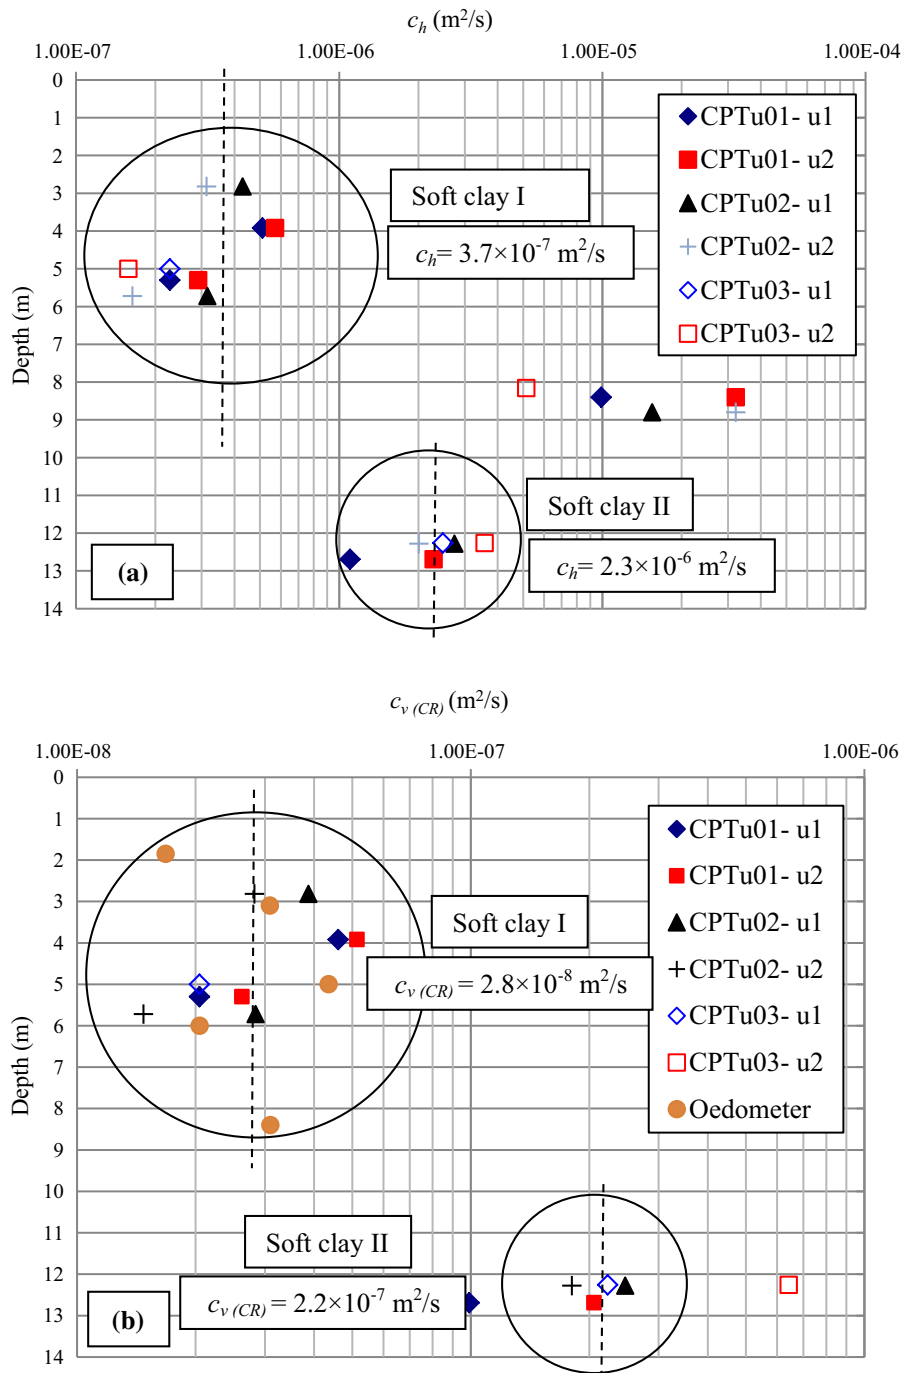 c_h (m²/s)
1.00E-07 1.00E-06 1.00E-05 1.00E-04
0
1
2
3
4
5
6
7
8
9
10
11
12
13
14
Depth (m)
CPTu01- u1
CPTu01- u2
CPTu02- u1
CPTu02- u2
CPTu03- u1
CPTu03- u2
Soft clay I
c_h= 3.7×10⁻⁷ m²/s
Soft clay II
c_h= 2.3×10⁻⁶ m²/s
(a)
c_v (CR) (m²/s)
1.00E-08 1.00E-07 1.00E-06
0
1
2
3
4
5
6
7
8
9
10
11
12
13
14
Depth (m)
CPTu01- u1
CPTu01- u2
CPTu02- u1
CPTu02- u2
CPTu03- u1
CPTu03- u2
Oedometer
Soft clay I
c_v (CR) = 2.8×10⁻⁸ m²/s
Soft clay II
c_v (CR) = 2.2×10⁻⁷ m²/s
(b)